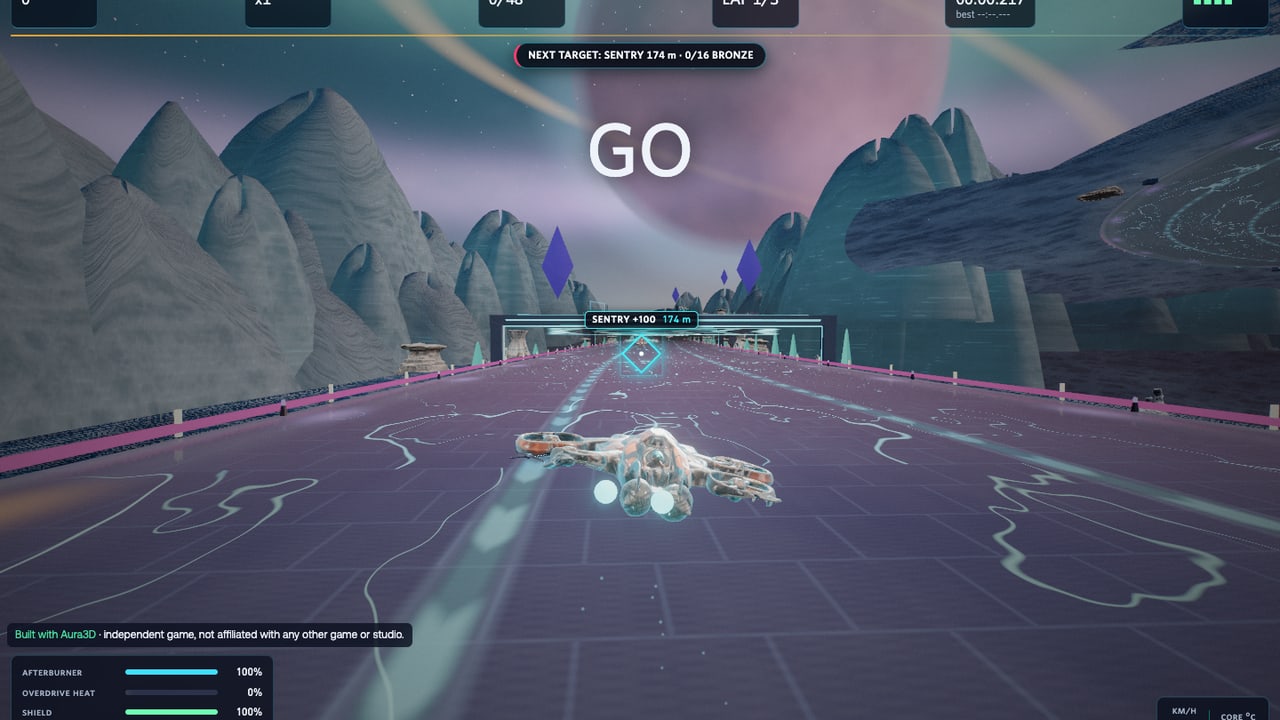 0
x1
0/48
LAP 1/3
00:00.217
best --:--.---
NEXT TARGET: SENTRY 174 m · 0/16 BRONZE
GO
SENTRY +100 174 m
Built with Aura3D · independent game, not affiliated with any other game or studio.
AFTERBURNER 100%
OVERDRIVE HEAT 0%
SHIELD 100%
KM/H
CORE °C